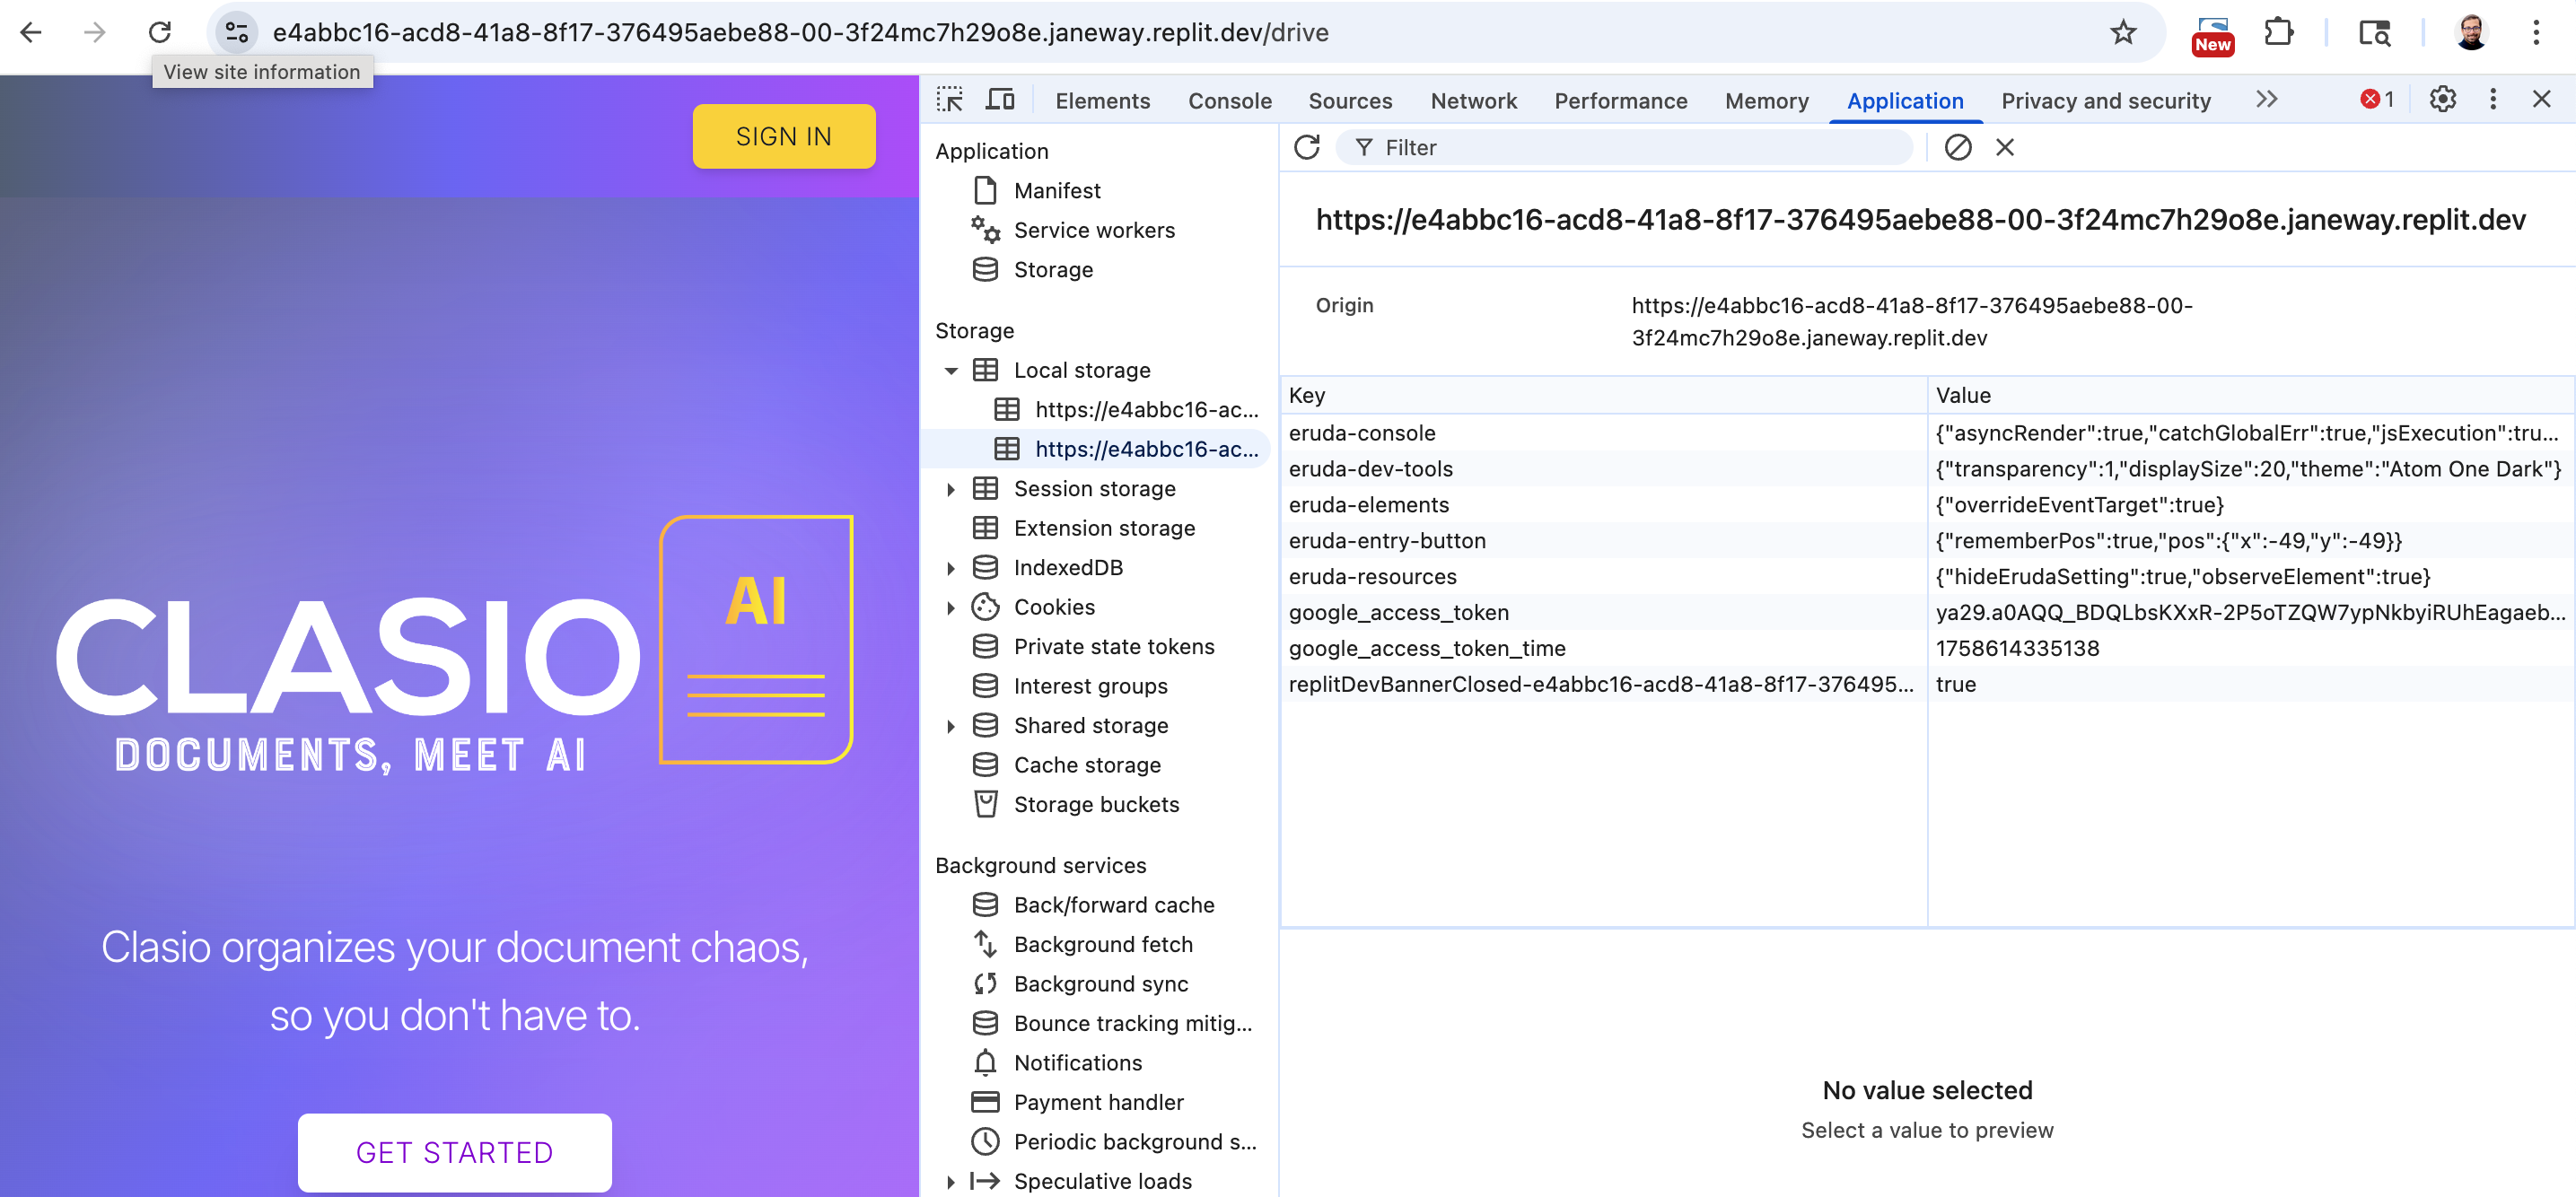 e4abbc16-acd8-41a8-8f17-376495aebe88-00-3f24mc7h29o8e.janeway.replit.dev/drive
New
View site information
SIGN IN
CLASIO
AI
DOCUMENTS, MEET AI
Clasio organizes your document chaos,
so you don't have to.
GET STARTED
Elements
Console
Sources
Network
Performance
Memory
Application
Privacy and security
1
Application
Manifest
Service workers
Storage
Storage
Local storage
https://e4abbc16-ac...
https://e4abbc16-ac...
Session storage
Extension storage
IndexedDB
Cookies
Private state tokens
Interest groups
Shared storage
Cache storage
Storage buckets
Background services
Back/forward cache
Background fetch
Background sync
Bounce tracking mitig...
Notifications
Payment handler
Periodic background s...
Speculative loads
Filter
https://e4abbc16-acd8-41a8-8f17-376495aebe88-00-3f24mc7h29o8e.janeway.replit.dev
Origin
https://e4abbc16-acd8-41a8-8f17-376495aebe88-00-
3f24mc7h29o8e.janeway.replit.dev
Key Value
eruda-console {"asyncRender":true,"catchGlobalErr":true,"jsExecution":tru...
eruda-dev-tools {"transparency":1,"displaySize":20,"theme":"Atom One Dark"}
eruda-elements {"overrideEventTarget":true}
eruda-entry-button {"rememberPos":true,"pos":{"x":-49,"y":-49}}
eruda-resources {"hideErudaSetting":true,"observeElement":true}
google_access_token ya29.a0AQQ_BDQLbsKXxR-2P5oTZQW7ypNkbyiRUhEagaeb...
google_access_token_time 1758614335138
replitDevBannerClosed-e4abbc16-acd8-41a8-8f17-376495... true
No value selected
Select a value to preview